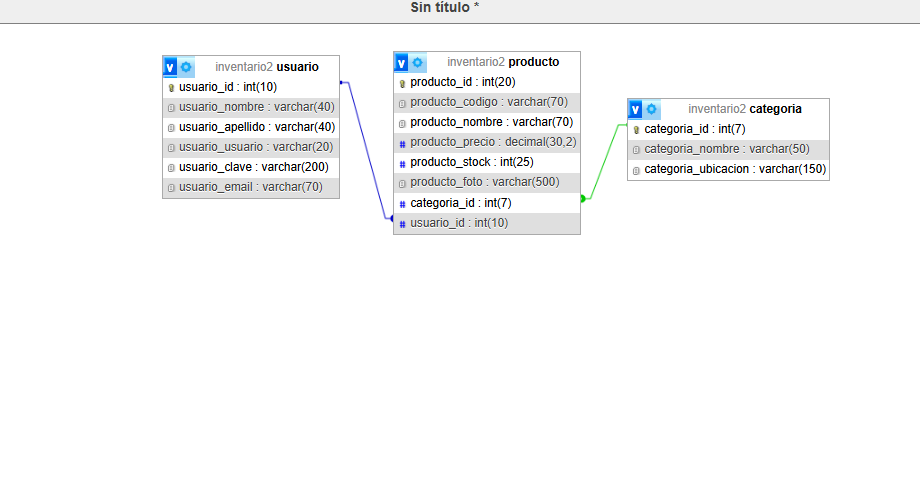 Sin título *
inventario2 usuario
usuario_id : int(10)
usuario_nombre : varchar(40)
usuario_apellido : varchar(40)
usuario_usuario : varchar(20)
usuario_clave : varchar(200)
usuario_email : varchar(70)
inventario2 producto
producto_id : int(20)
producto_codigo : varchar(70)
producto_nombre : varchar(70)
producto_precio : decimal(30,2)
producto_stock : int(25)
producto_foto : varchar(500)
categoria_id : int(7)
usuario_id : int(10)
inventario2 categoria
categoria_id : int(7)
categoria_nombre : varchar(50)
categoria_ubicacion : varchar(150)